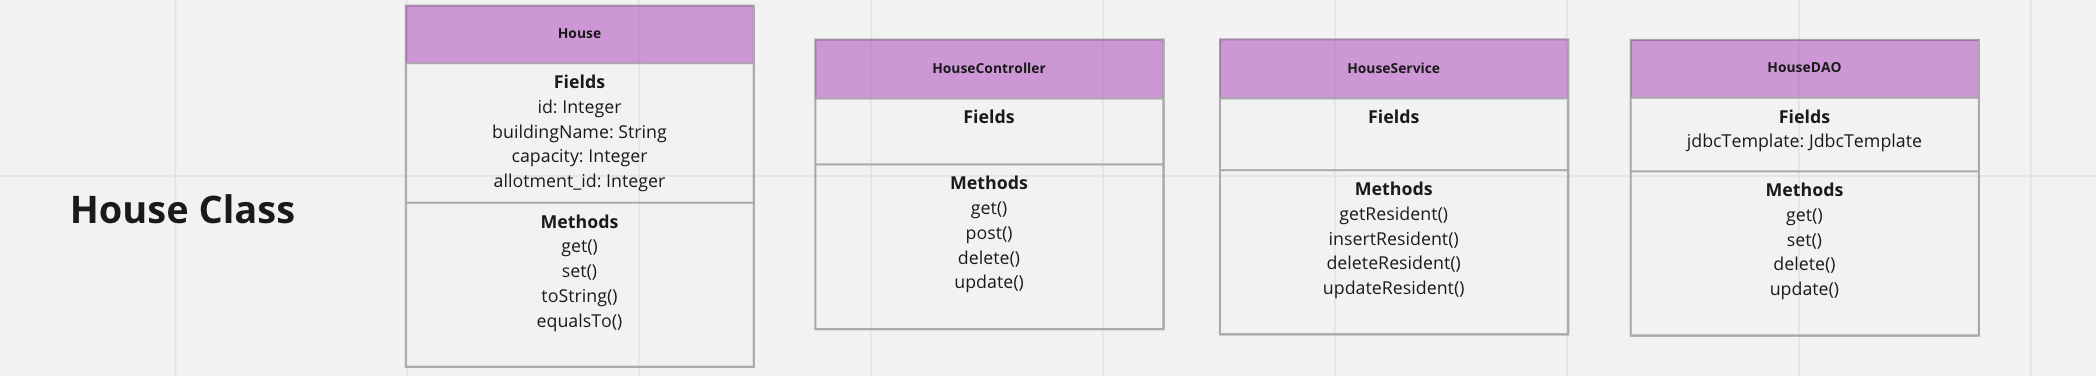 House Class
House
Fields
id: Integer
buildingName: String
capacity: Integer
allotment_id: Integer
Methods
get()
set()
toString()
equalsTo()
HouseController
Fields
Methods
get()
post()
delete()
update()
HouseService
Fields
Methods
getResident()
insertResident()
deleteResident()
updateResident()
HouseDAO
Fields
jdbcTemplate: JdbcTemplate
Methods
get()
set()
delete()
update()